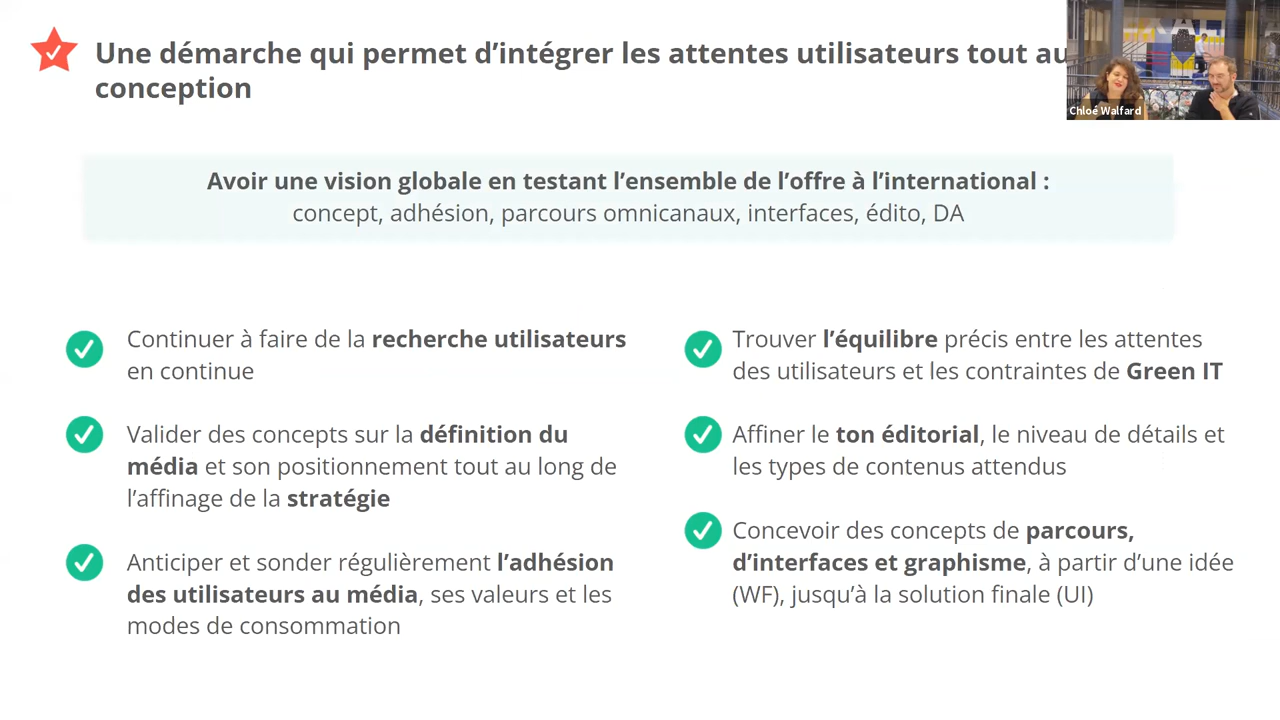 Une démarche qui permet d’intégrer les attentes utilisateurs tout au
conception
Chloé Walfard
Avoir une vision globale en testant l’ensemble de l’offre à l’international :
concept, adhésion, parcours omnicanaux, interfaces, édito, DA
Continuer à faire de la recherche utilisateurs
en continue
Valider des concepts sur la définition du
média et son positionnement tout au long de
l’affinage de la stratégie
Anticiper et sonder régulièrement l’adhésion
des utilisateurs au média, ses valeurs et les
modes de consommation
Trouver l’équilibre précis entre les attentes
des utilisateurs et les contraintes de Green IT
Affiner le ton éditorial, le niveau de détails et
les types de contenus attendus
Concevoir des concepts de parcours,
d’interfaces et graphisme, à partir d’une idée
(WF), jusqu’à la solution finale (UI)